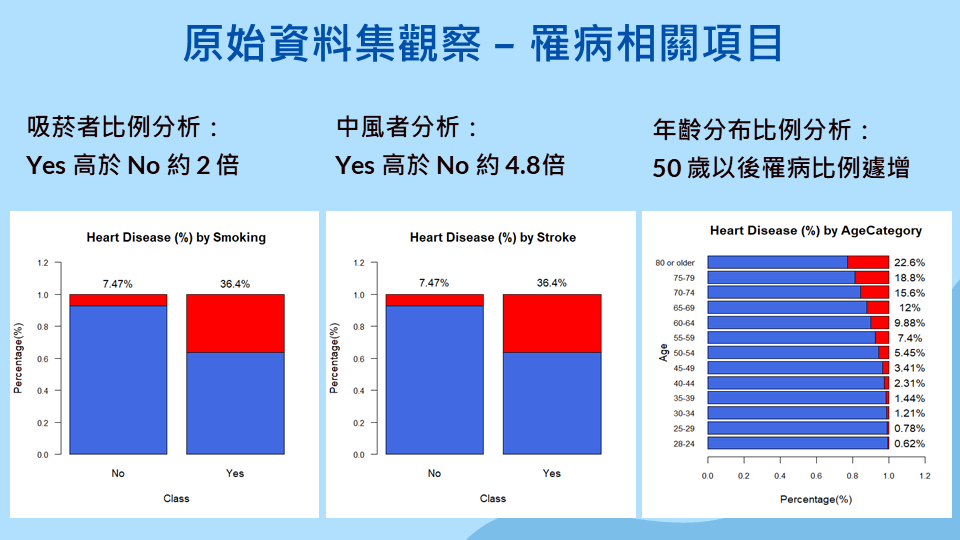 原始資料集觀察 – 罹病相關項目
吸菸者比例分析：
Yes 高於 No 約 2 倍
中風者分析：
Yes 高於 No 約 4.8倍
年齡分布比例分析：
50 歲以後罹病比例遽增
Heart Disease (%) by Smoking
Percentage(%)
1.2
1.0
0.8
0.6
0.4
0.2
0.0
7.47%
36.4%
No
Yes
Class
Heart Disease (%) by Stroke
Percentage(%)
1.2
1.0
0.8
0.6
0.4
0.2
0.0
7.47%
36.4%
No
Yes
Class
Heart Disease (%) by AgeCategory
Age
80 or older 22.6%
75-79 18.8%
70-74 15.6%
65-69 12%
60-64 9.88%
55-59 7.4%
50-54 5.45%
45-49 3.41%
40-44 2.31%
35-39 1.44%
30-34 1.21%
25-29 0.78%
28-24 0.62%
0.0 0.2 0.4 0.6 0.8 1.0 1.2
Percentage(%)